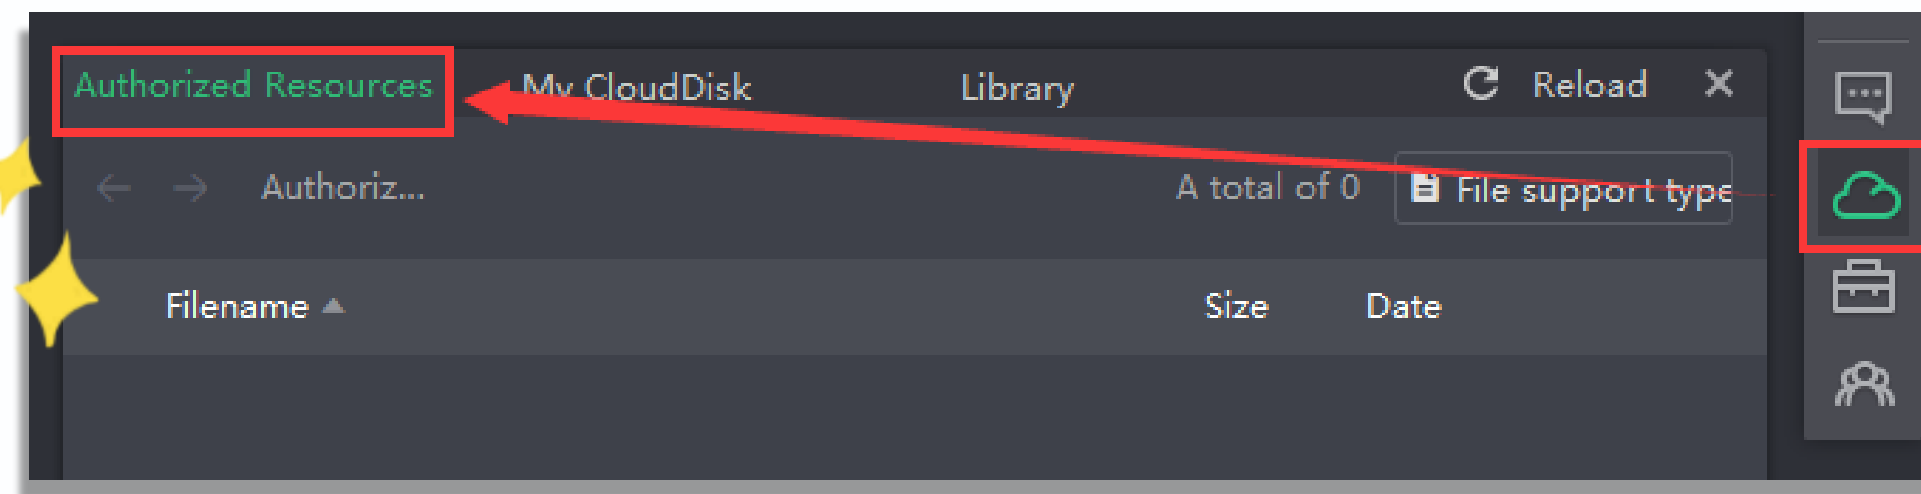 Authorized Resources My CloudDisk Library Reload
Authoriz... A total of 0 File support type
Filename Size Date